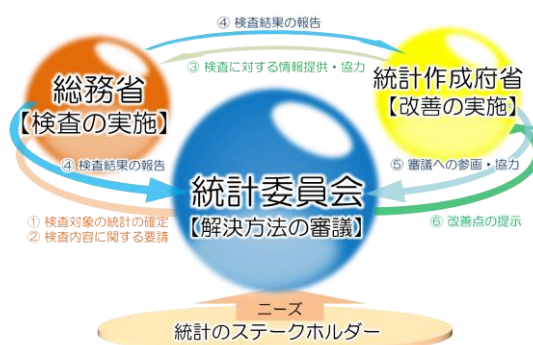 ④ 検査結果の報告
③ 検査に対する情報提供・協力
総務省
【検査の実施】
統計作成府省
【改善の実施】
④ 検査結果の報告
⑤ 審議への参画・協力
統計委員会
【解決方法の審議】
① 検査対象の統計の確定
② 検査内容に関する要請
⑥ 改善点の提示
ニーズ
統計のステークホルダー